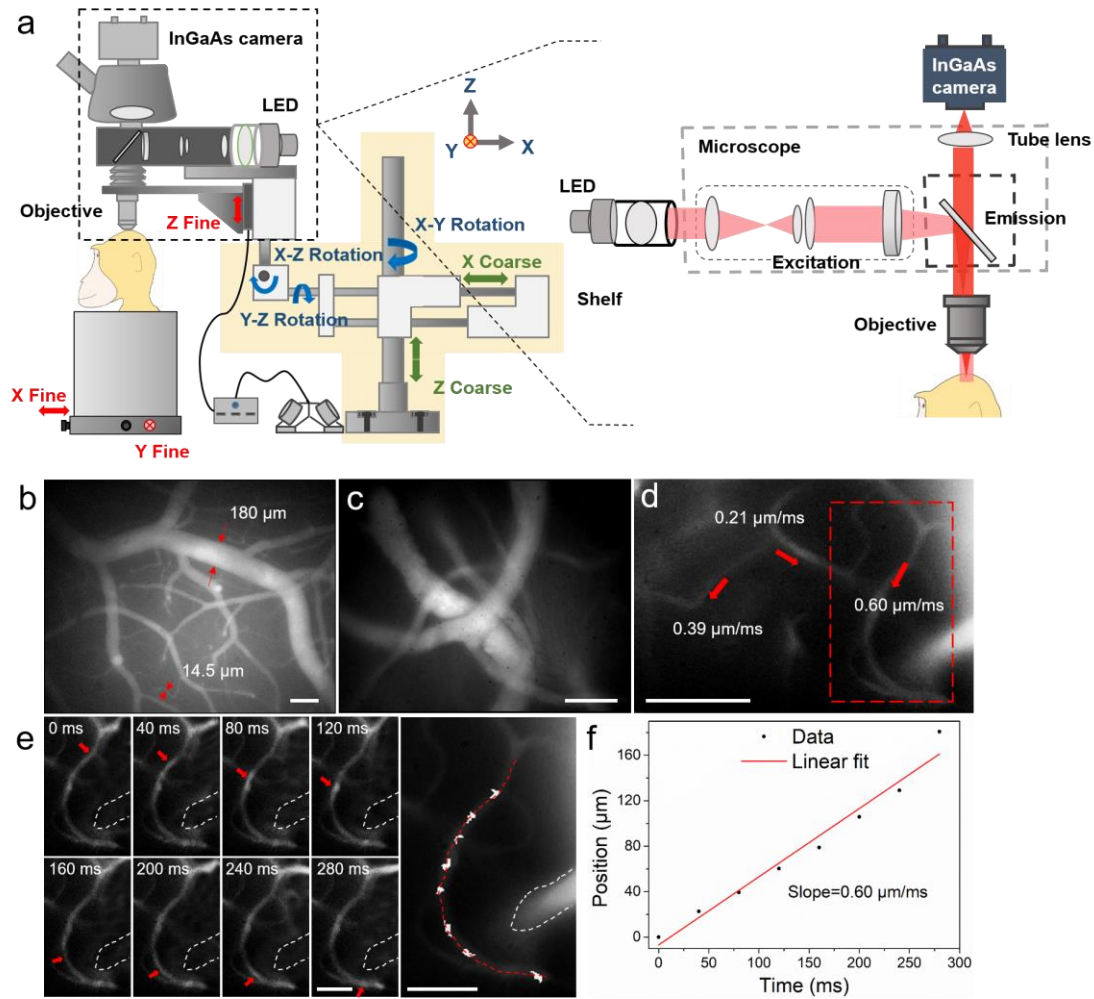 a
InGaAs camera
LED
Objective
Z Fine
X Fine
Y Fine
Z
Y
X
X-Y Rotation
X-Z Rotation
Y-Z Rotation
X Coarse
Z Coarse
Shelf
InGaAs
camera
Tube lens
Microscope
LED
Emission
Excitation
Objective
b
180 µm
14.5 µm
c
d
0.21 µm/ms
0.39 µm/ms
0.60 µm/ms
e
0 ms
40 ms
80 ms
120 ms
160 ms
200 ms
240 ms
280 ms
f
Data
Linear fit
Slope=0.60 µm/ms
Position (µm)
160
120
80
40
0
0
50
100
150
200
250
300
Time (ms)